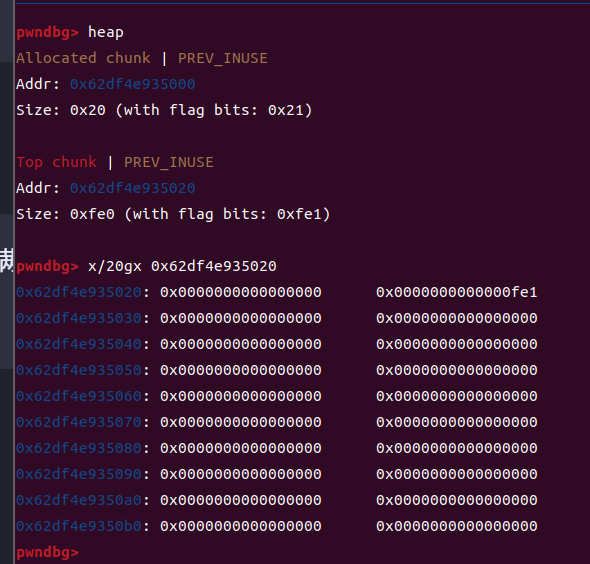 pwndbg> heap
Allocated chunk | PREV_INUSE
Addr: 0x62df4e935000
Size: 0x20 (with flag bits: 0x21)
Top chunk | PREV_INUSE
Addr: 0x62df4e935020
Size: 0xfe0 (with flag bits: 0xfe1)
pwndbg> x/20gx 0x62df4e935020
0x62df4e935020: 0x0000000000000000 0x0000000000000fe1
0x62df4e935030: 0x0000000000000000 0x0000000000000000
0x62df4e935040: 0x0000000000000000 0x0000000000000000
0x62df4e935050: 0x0000000000000000 0x0000000000000000
0x62df4e935060: 0x0000000000000000 0x0000000000000000
0x62df4e935070: 0x0000000000000000 0x0000000000000000
0x62df4e935080: 0x0000000000000000 0x0000000000000000
0x62df4e935090: 0x0000000000000000 0x0000000000000000
0x62df4e9350a0: 0x0000000000000000 0x0000000000000000
0x62df4e9350b0: 0x0000000000000000 0x0000000000000000
pwndbg>